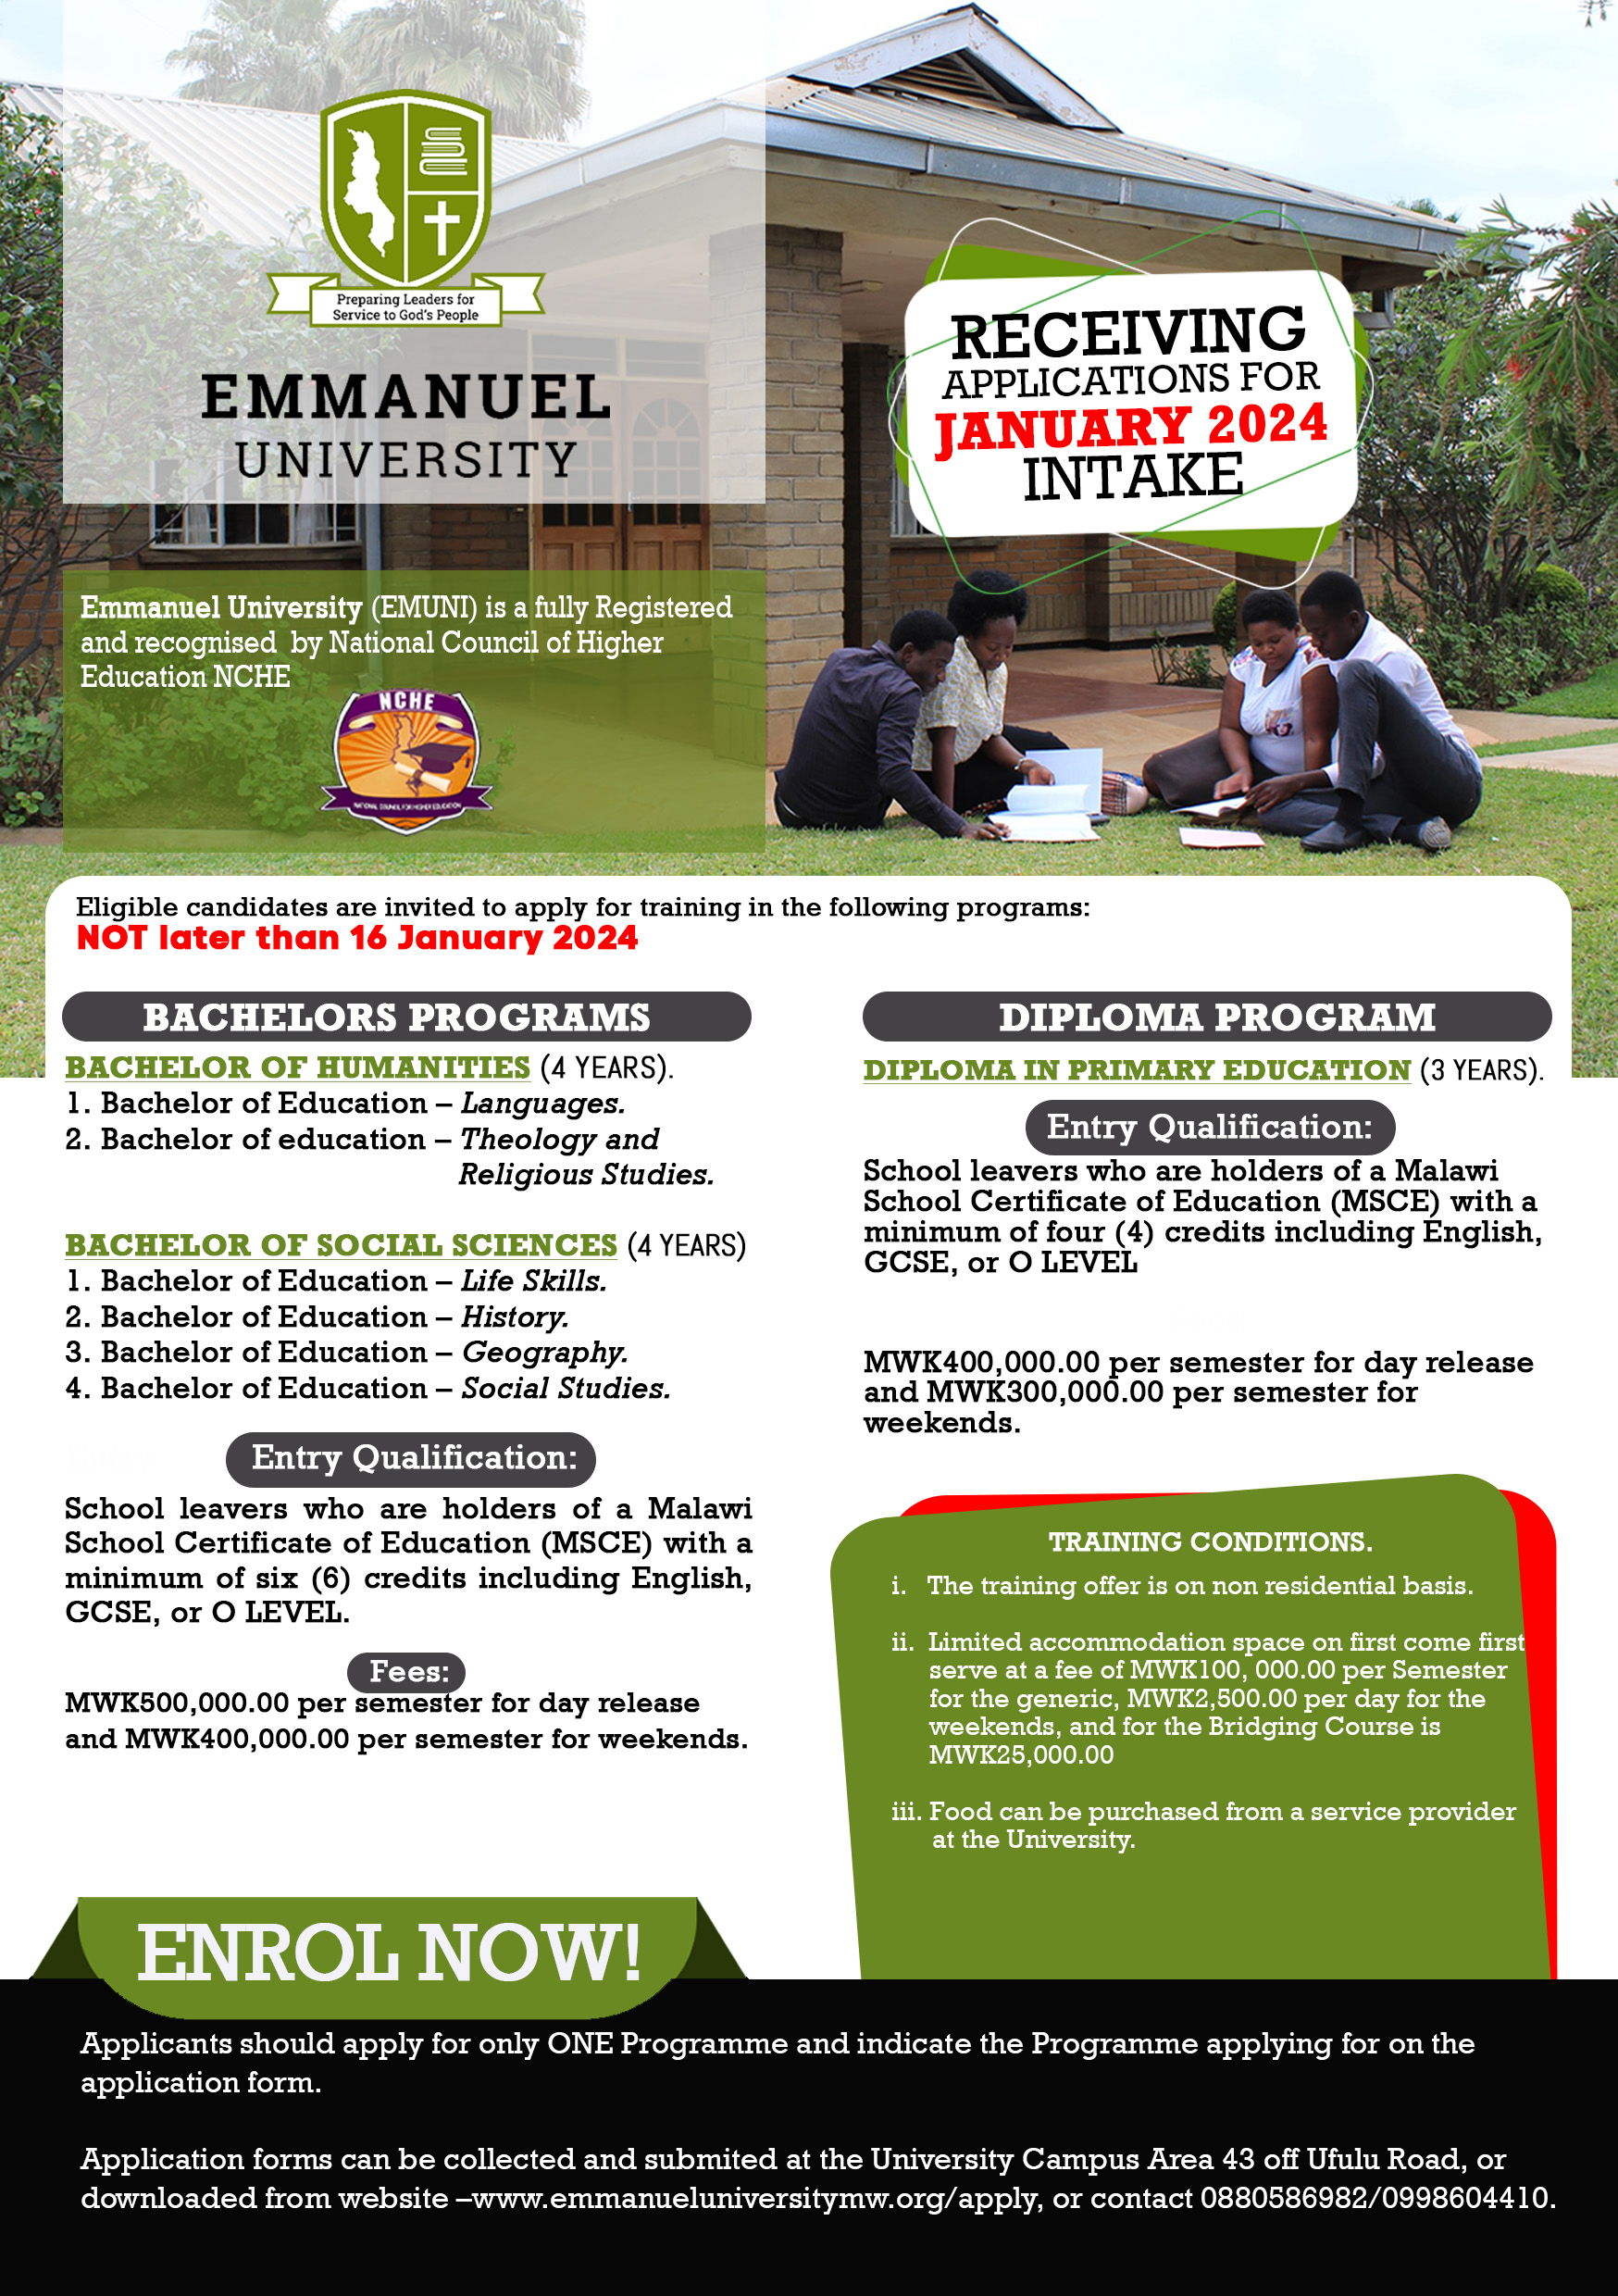 Preparing Leaders for
Service to God's People
EMMANUEL
UNIVERSITY
RECEIVING
APPLICATIONS FOR
JANUARY 2024
INTAKE
Emmanuel University (EMUNI) is a fully Registered
and recognised by National Council of Higher
Education NCHE
NCHE
NATIONAL COUNCIL FOR HIGHER EDUCATION
Eligible candidates are invited to apply for training in the following programs:
NOT later than 16 January 2024
BACHELORS PROGRAMS
BACHELOR OF HUMANITIES (4 YEARS).
1. Bachelor of Education – Languages.
2. Bachelor of education – Theology and
Religious Studies.
BACHELOR OF SOCIAL SCIENCES (4 YEARS)
1. Bachelor of Education – Life Skills.
2. Bachelor of Education – History.
3. Bachelor of Education – Geography.
4. Bachelor of Education – Social Studies.
Entry Qualification:
School leavers who are holders of a Malawi
School Certificate of Education (MSCE) with a
minimum of six (6) credits including English,
GCSE, or O LEVEL.
Fees:
MWK500,000.00 per semester for day release
and MWK400,000.00 per semester for weekends.
DIPLOMA PROGRAM
DIPLOMA IN PRIMARY EDUCATION (3 YEARS).
Entry Qualification:
School leavers who are holders of a Malawi
School Certificate of Education (MSCE) with a
minimum of four (4) credits including English,
GCSE, or O LEVEL
MWK400,000.00 per semester for day release
and MWK300,000.00 per semester for
weekends.
TRAINING CONDITIONS.
i. The training offer is on non residential basis.
ii. Limited accommodation space on first come first
serve at a fee of MWK100, 000.00 per Semester
for the generic, MWK2,500.00 per day for the
weekends, and for the Bridging Course is
MWK25,000.00
iii. Food can be purchased from a service provider
at the University.
ENROL NOW!
Applicants should apply for only ONE Programme and indicate the Programme applying for on the
application form.
Application forms can be collected and submited at the University Campus Area 43 off Ufulu Road, or
downloaded from website –www.emmanueluniversitymw.org/apply, or contact 0880586982/0998604410.